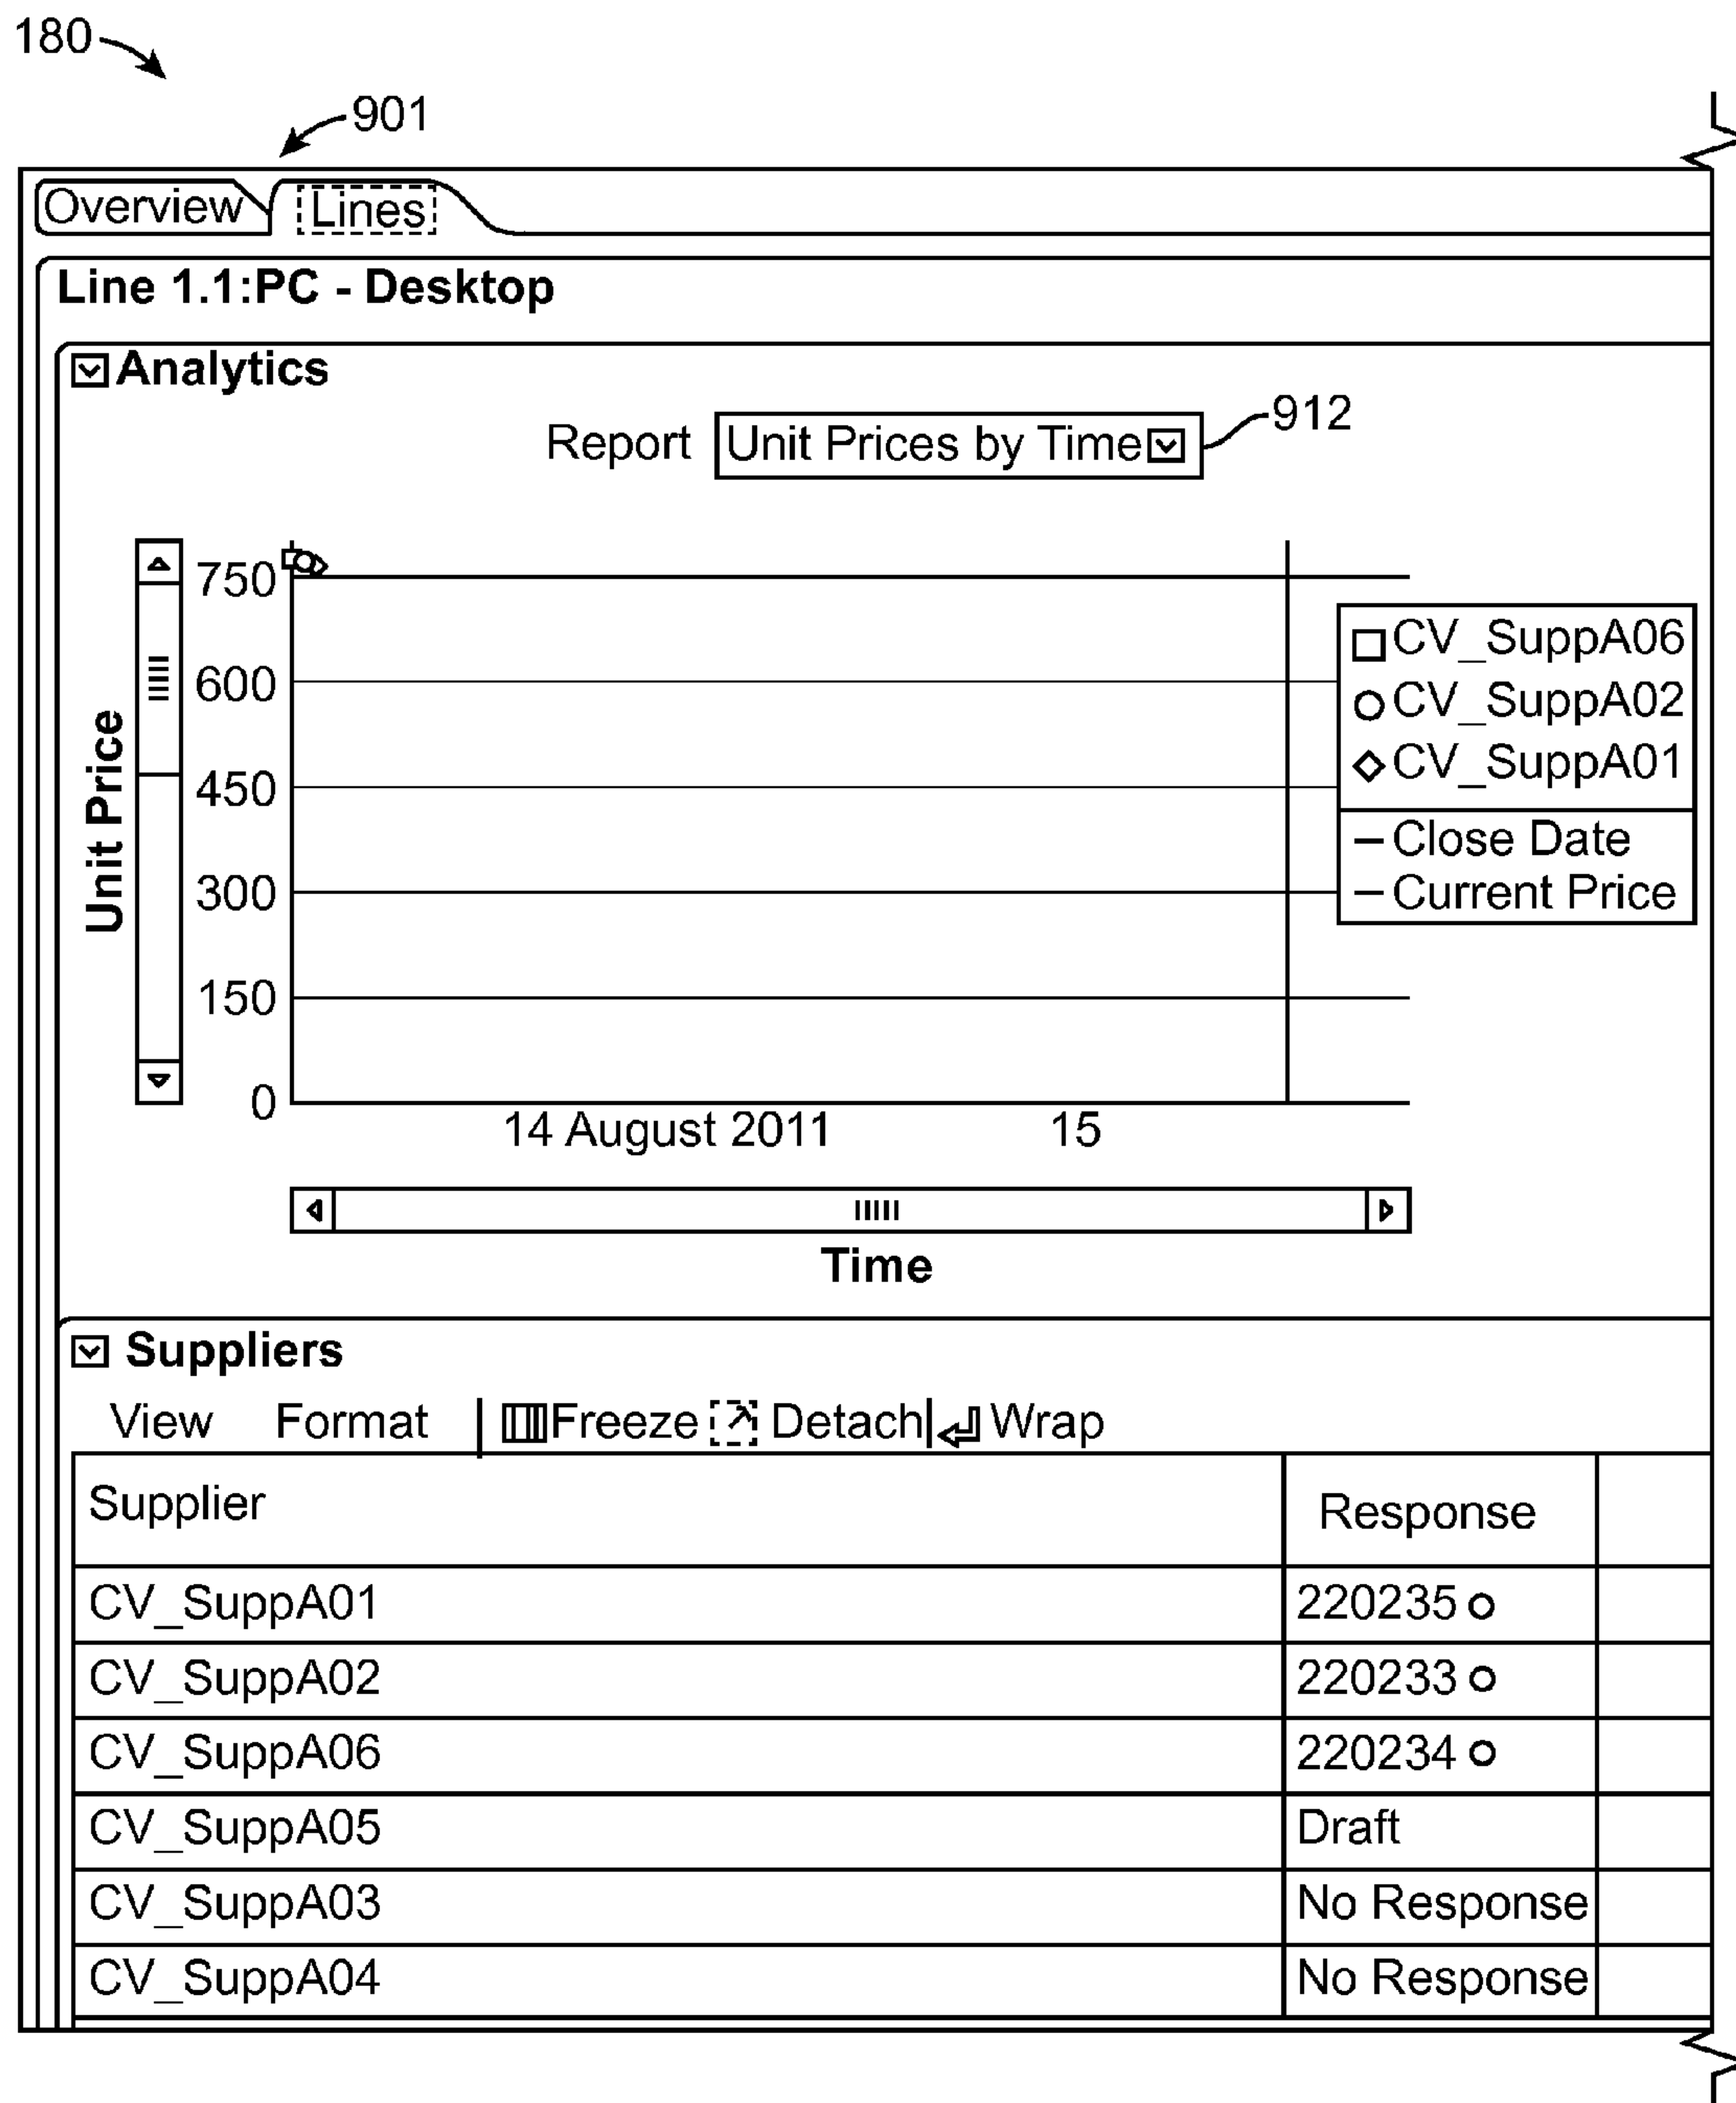 180
901
Overview Lines
Line 1.1:PC - Desktop
Analytics
Report Unit Prices by Time 912
Unit Price
750
600
450
300
150
0
CV_SuppA06
CV_SuppA02
CV_SuppA01
Close Date
Current Price
14 August 2011 15
Time
Suppliers
View Format Freeze Detach Wrap
Supplier Response
CV_SuppA01 220235
CV_SuppA02 220233
CV_SuppA06 220234
CV_SuppA05 Draft
CV_SuppA03 No Response
CV_SuppA04 No Response